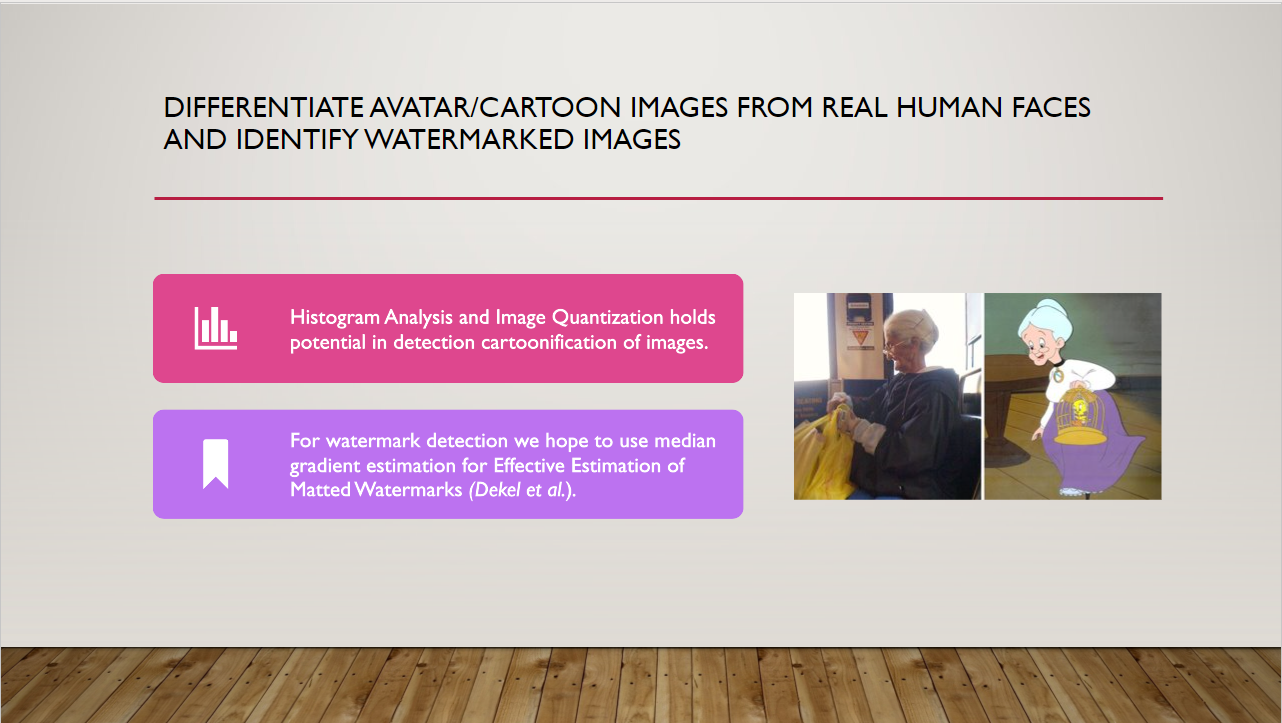 DIFFERENTIATE AVATAR/CARTOON IMAGES FROM REAL HUMAN FACES
AND IDENTIFY WATERMARKED IMAGES
Histogram Analysis and Image Quantization holds
potential in detection cartoonification of images.
For watermark detection we hope to use median
gradient estimation for Effective Estimation of
Matted Watermarks (Dekel et al.).